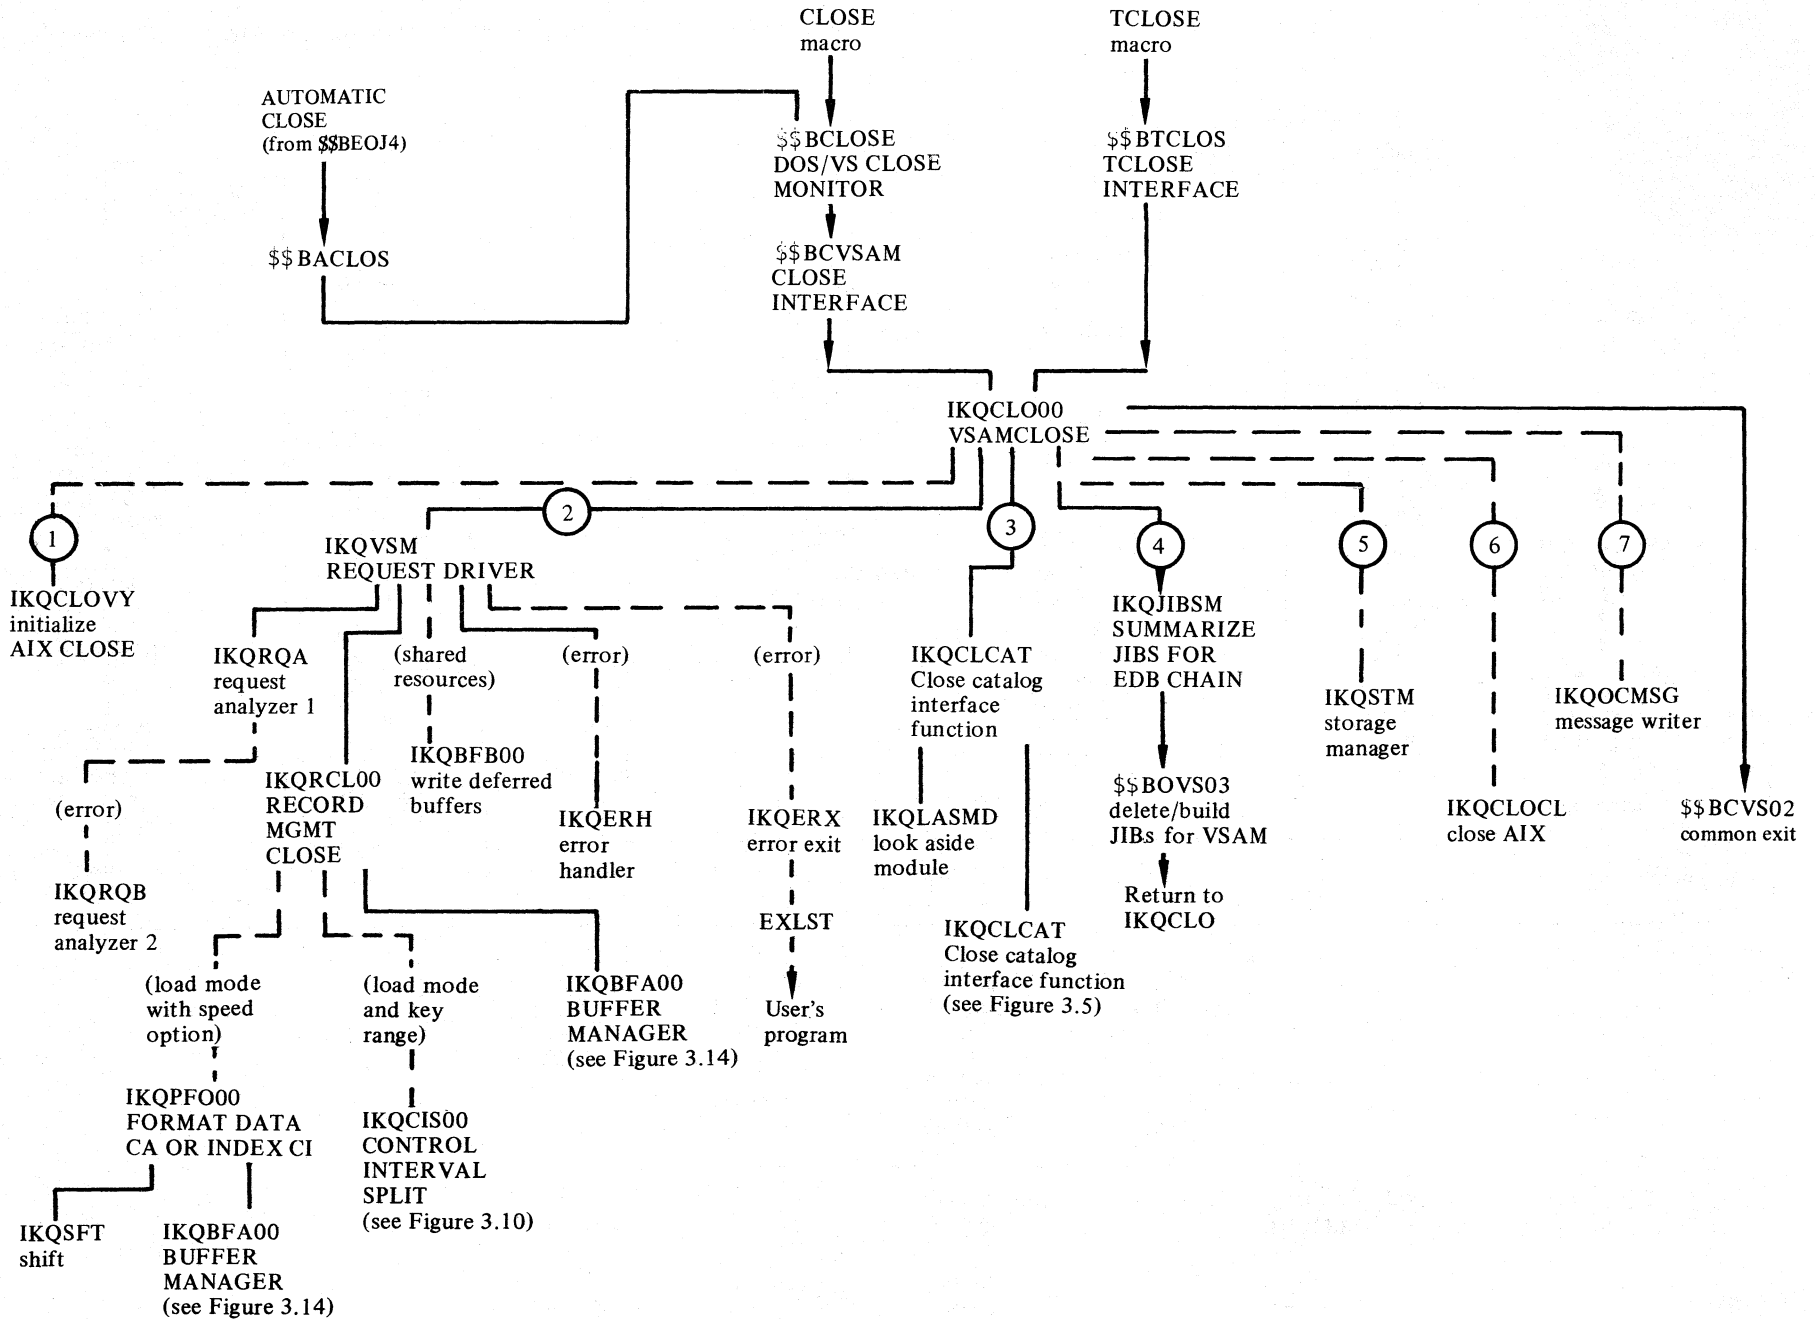 CLOSE
macro
TCLOSE
macro
AUTOMATIC
CLOSE
(from $$BEOJ4)
$$BCLOSE
DOS/VS CLOSE
MONITOR
$$BTCLOS
TCLOSE
INTERFACE
$$BACLOS
$$BCVSAM
CLOSE
INTERFACE
IKQCLO00
VSAMCLOSE
1
2
3
4
5
6
7
IKQCLOVY
initialize
AIX CLOSE
IKQVSM
REQUEST DRIVER
IKQRQA
request
analyzer 1
(shared
resources)
(error)
(error)
IKQCLCAT
Close catalog
interface
function
IKQJIBSM
SUMMARIZE
JIBS FOR
EDB CHAIN
IKQSTM
storage
manager
IKQOCMSG
message writer
(error)
IKQRQB
request
analyzer 2
IKQRCL00
RECORD
MGMT
CLOSE
IKQBFB00
write deferred
buffers
IKQERH
error
handler
IKQERX
error exit
EXLST
User's
program
IKQLASMD
look aside
module
IKQCLCAT
Close catalog
interface function
(see Figure 3.5)
$$BOVS03
delete/build
JIBs for VSAM
Return to
IKQCLO
IKQCLOCL
close AIX
$$BCVS02
common exit
(load mode
with speed
option)
(load mode
and key
range)
IKQBFA00
BUFFER
MANAGER
(see Figure 3.14)
IKQPFO00
FORMAT DATA
CA OR INDEX CI
IKQCIS00
CONTROL
INTERVAL
SPLIT
(see Figure 3.10)
IKQSFT
shift
IKQBFA00
BUFFER
MANAGER
(see Figure 3.14)